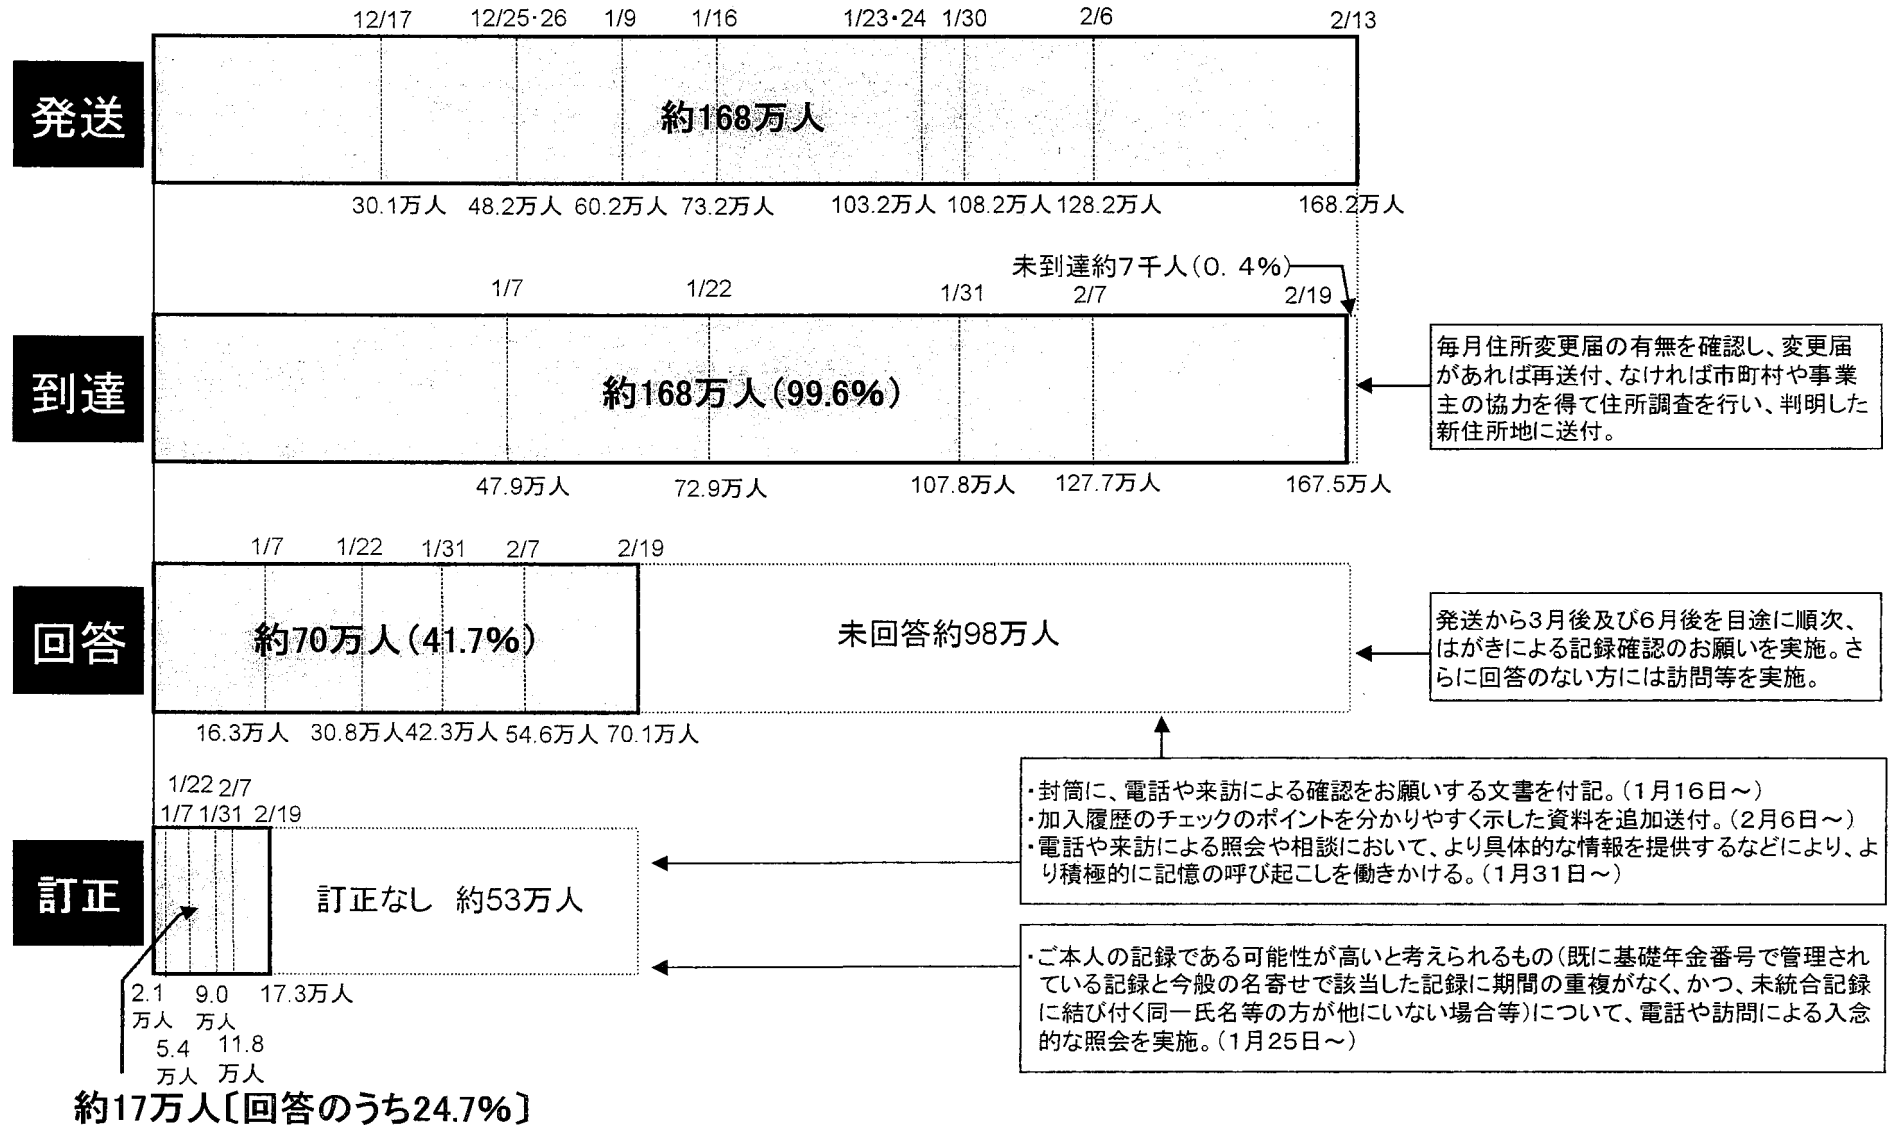 12/17 12/25・26 1/9 1/16 1/23・24 1/30 2/6 2/13
発送
約168万人
30.1万人 48.2万人 60.2万人 73.2万人 103.2万人 108.2万人 128.2万人 168.2万人
未到達約7千人(0.4%)
1/7 1/22 1/31 2/7 2/19
到達
約168万人(99.6%)
47.9万人 72.9万人 107.8万人 127.7万人 167.5万人
毎月住所変更届の有無を確認し、変更届
があれば再送付、なければ市町村や事業
主の協力を得て住所調査を行い、判明した
新住所地に送付。
1/7 1/22 1/31 2/7 2/19
回答
約70万人(41.7%)
未回答約98万人
16.3万人 30.8万人 42.3万人 54.6万人 70.1万人
発送から3月後及び6月後を目途に順次、
はがきによる記録確認のお願いを実施。さ
らに回答のない方には訪問等を実施。
1/22 2/7
1/7 1/31 2/19
訂正
訂正なし 約53万人
2.1 9.0 17.3万人
万人 万人
5.4 11.8
万人 万人
約17万人〔回答のうち24.7%〕
・封筒に、電話や来訪による確認をお願いする文書を付記。(1月16日～)
・加入履歴のチェックのポイントを分かりやすく示した資料を追加送付。(2月6日～)
・電話や来訪による照会や相談において、より具体的な情報を提供するなどにより、よ
り積極的に記憶の呼び起こしを働きかける。(1月31日～)
・ご本人の記録である可能性が高いと考えられるもの(既に基礎年金番号で管理され
ている記録と今般の名寄せで該当した記録に期間の重複がなく、かつ、未統合記録
に結び付く同一氏名等の方が他にいない場合等)について、電話や訪問による入念
的な照会を実施。(1月25日～)